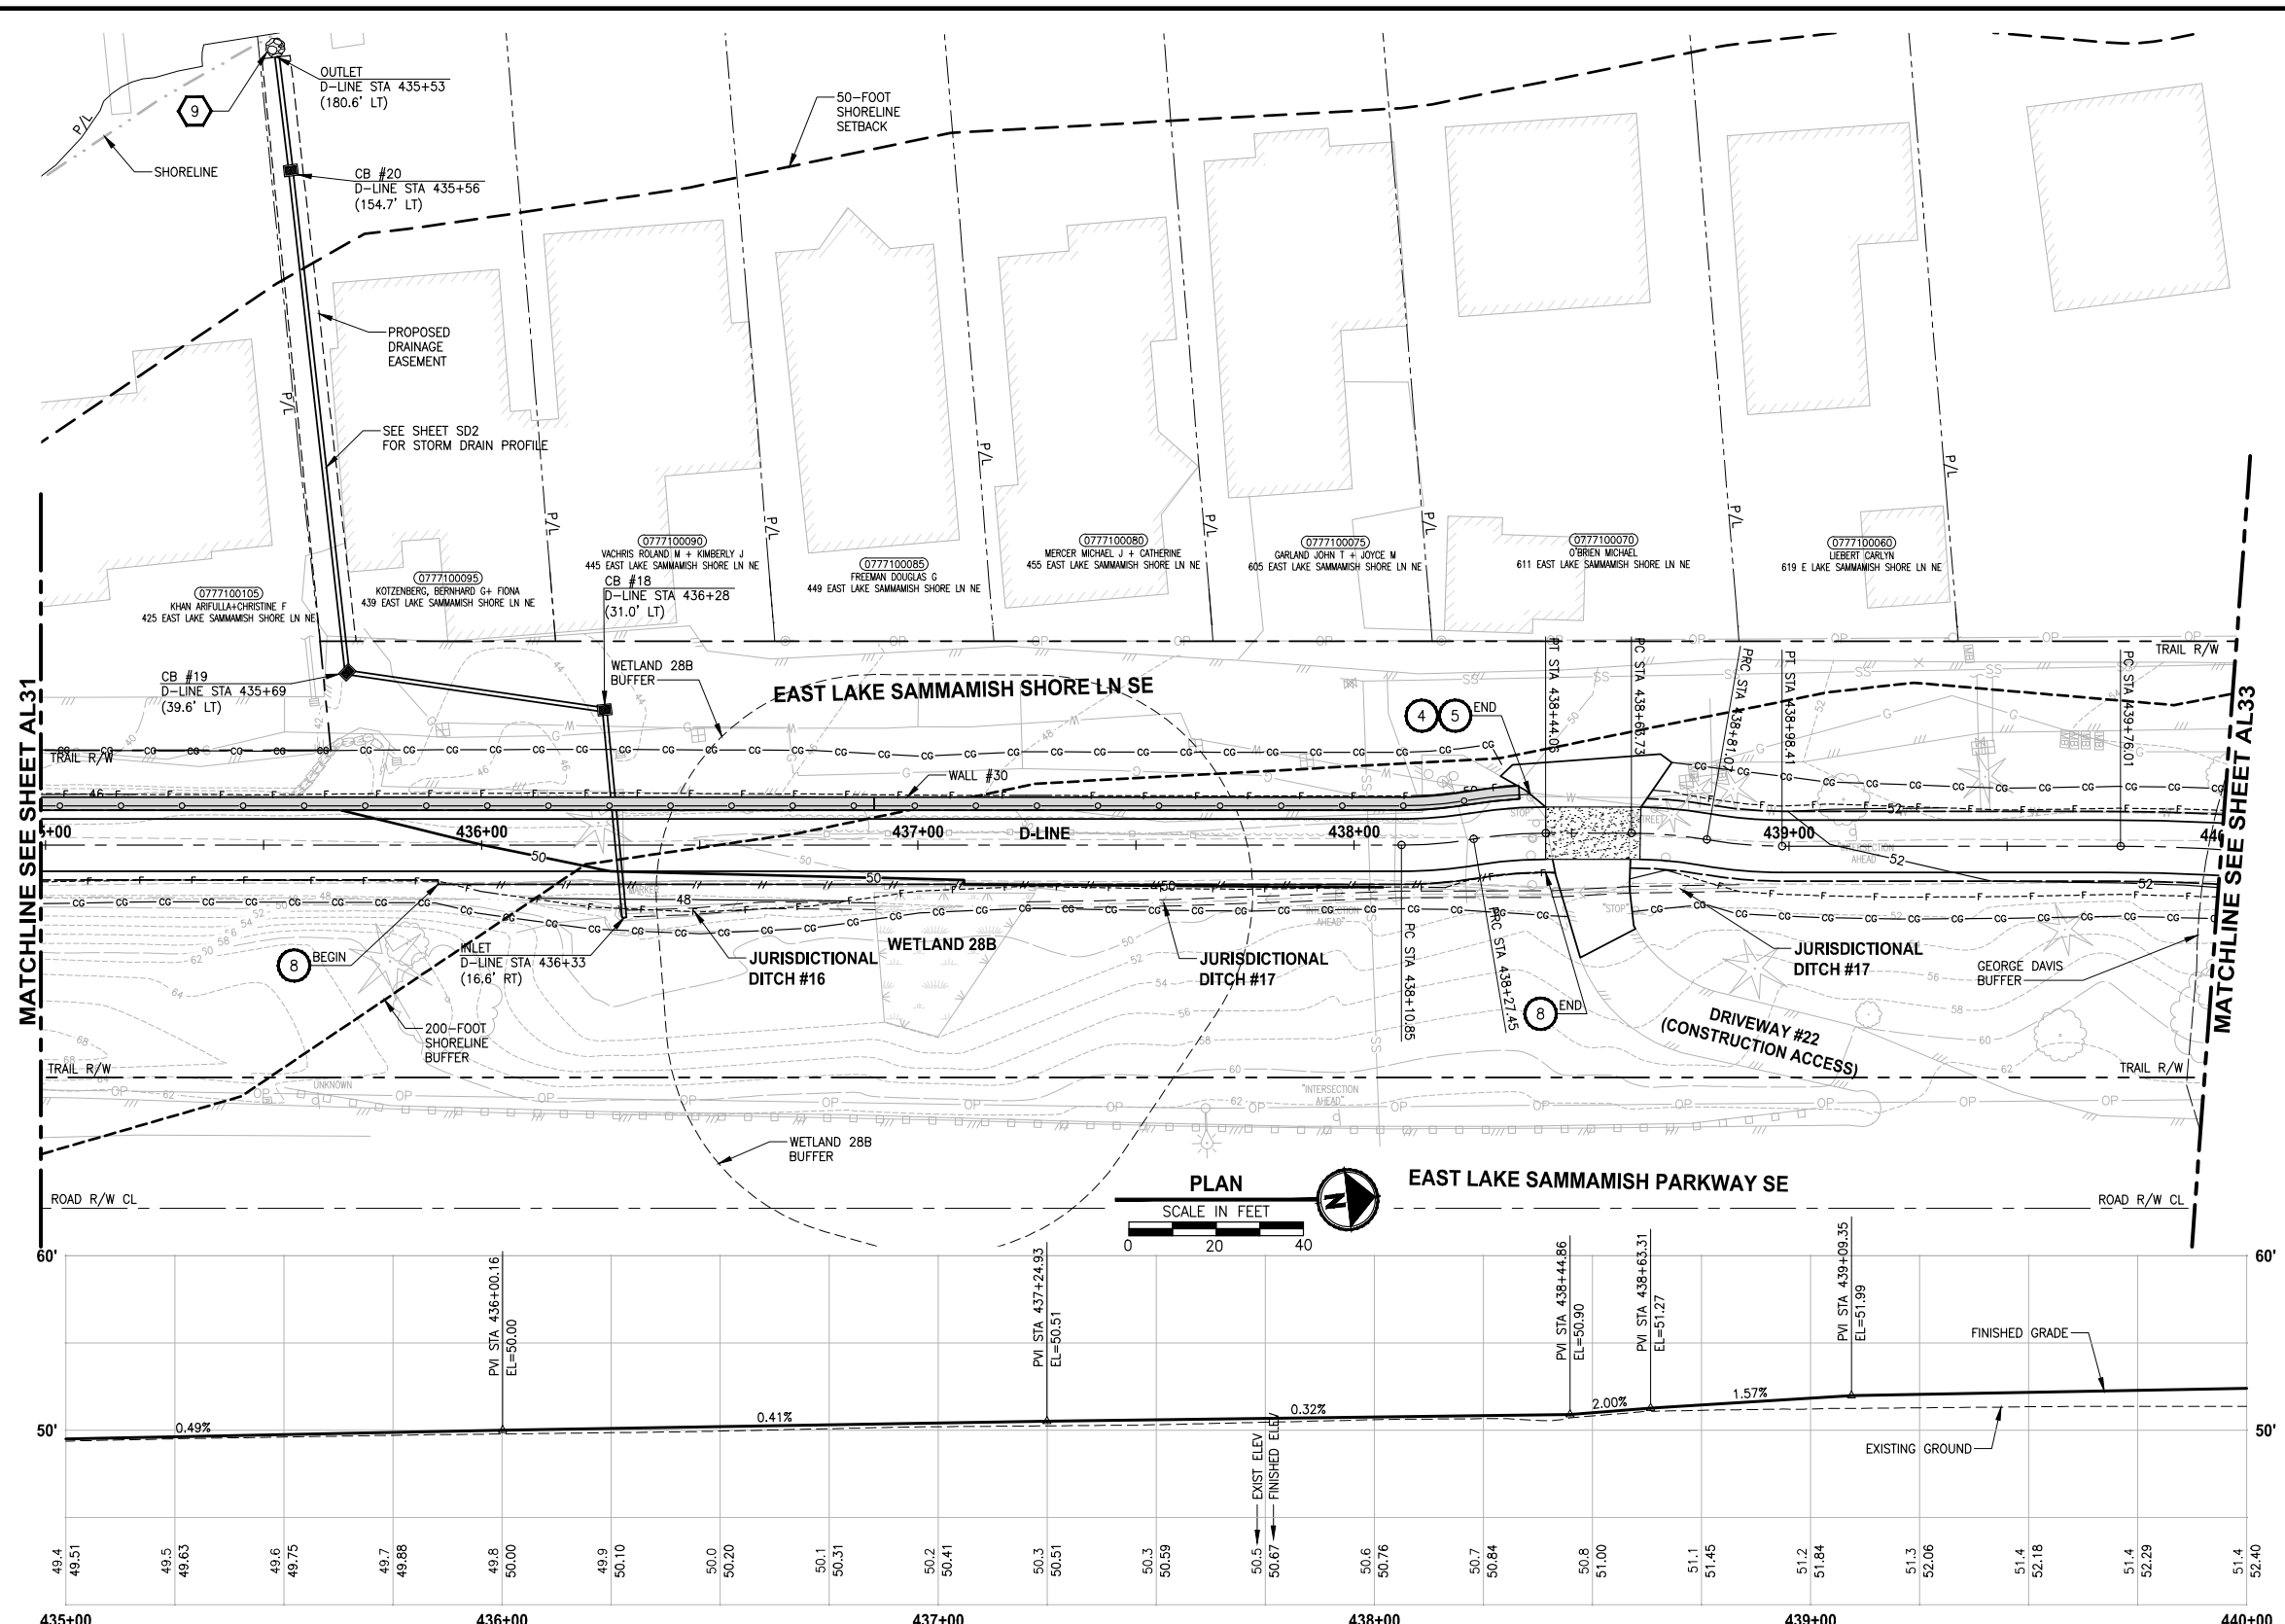 OUTLET
D-LINE STA 435+53
(180.6' LT)
9
P/L
SHORELINE
CB #20
D-LINE STA 435+56
(154.7' LT)
50-FOOT
SHORELINE
SETBACK
PROPOSED
DRAINAGE
EASEMENT
SEE SHEET SD2
FOR STORM DRAIN PROFILE
P/L
P/L
P/L
P/L
P/L
P/L
P/L
P/L
0777100105
KHAN ARIFULLA+CHRISTINE F
425 EAST LAKE SAMMAMISH SHORE LN NE
0777100095
KOTZENBERG, BERNHARD G+ FIONA
439 EAST LAKE SAMMAMISH SHORE LN NE
0777100090
VACHRIS ROLAND M + KIMBERLY J
445 EAST LAKE SAMMAMISH SHORE LN NE
CB #18
D-LINE STA 436+28
(31.0' LT)
0777100085
FREEMAN DOUGLAS G
449 EAST LAKE SAMMAMISH SHORE LN NE
0777100080
MERCER MICHAEL J + CATHERINE
455 EAST LAKE SAMMAMISH SHORE LN NE
0777100075
GARLAND JOHN T + JOYCE M
605 EAST LAKE SAMMAMISH SHORE LN NE
0777100070
O'BRIEN MICHAEL
611 EAST LAKE SAMMAMISH SHORE LN NE
0777100060
LIEBERT CARLYN
619 E LAKE SAMMAMISH SHORE LN NE
MATCHLINE SEE SHEET AL31
CB #19
D-LINE STA 435+69
(39.6' LT)
WETLAND 28B
BUFFER
EAST LAKE SAMMAMISH SHORE LN SE
4 5 END
PT STA 438+44.06
PC STA 438+63.73
PRC STA 438+81.07
PT STA 438+98.41
PC STA 439+76.01
TRAIL R/W
MATCHLINE SEE SHEET AL33
TRAIL R/W
WALL #30
5+00 436+00 437+00 D-LINE 438+00 439+00 440
50 50 50 52 52 52
48
8 BEGIN
INLET
D-LINE STA 436+33
(16.6' RT)
JURISDICTIONAL
DITCH #16
WETLAND 28B
JURISDICTIONAL
DITCH #17
PC STA 438+10.85
PRC STA 438+27.45
8 END
JURISDICTIONAL
DITCH #17
GEORGE DAVIS
BUFFER
DRIVEWAY #22
(CONSTRUCTION ACCESS)
200-FOOT
SHORELINE
BUFFER
TRAIL R/W
UNKNOWN
"INTERSECTION
AHEAD"
TRAIL R/W
WETLAND 28B
BUFFER
ROAD R/W CL
PLAN
SCALE IN FEET
0 20 40
N
EAST LAKE SAMMAMISH PARKWAY SE
ROAD R/W CL
60' 60'
PVI STA 436+00.16
EL=50.00
PVI STA 437+24.93
EL=50.51
PVI STA 438+44.86
EL=50.90
PVI STA 438+63.31
EL=51.27
PVI STA 439+09.35
EL=51.99
FINISHED GRADE
0.49% 0.41% 0.32% 2.00% 1.57%
50' 50'
EXISTING GROUND
EXIST ELEV
FINISHED ELEV
49.4 49.5 49.6 49.7 49.8 49.9 50.0 50.1 50.2 50.3 50.3 50.5 50.6 50.7 50.8 51.1 51.2 51.3 51.4 51.4 51.4
49.51 49.63 49.75 49.88 50.00 50.10 50.20 50.31 50.41 50.51 50.59 50.67 50.76 50.84 51.00 51.45 51.84 52.06 52.18 52.29 52.40
435+00 436+00 437+00 438+00 439+00 440+00